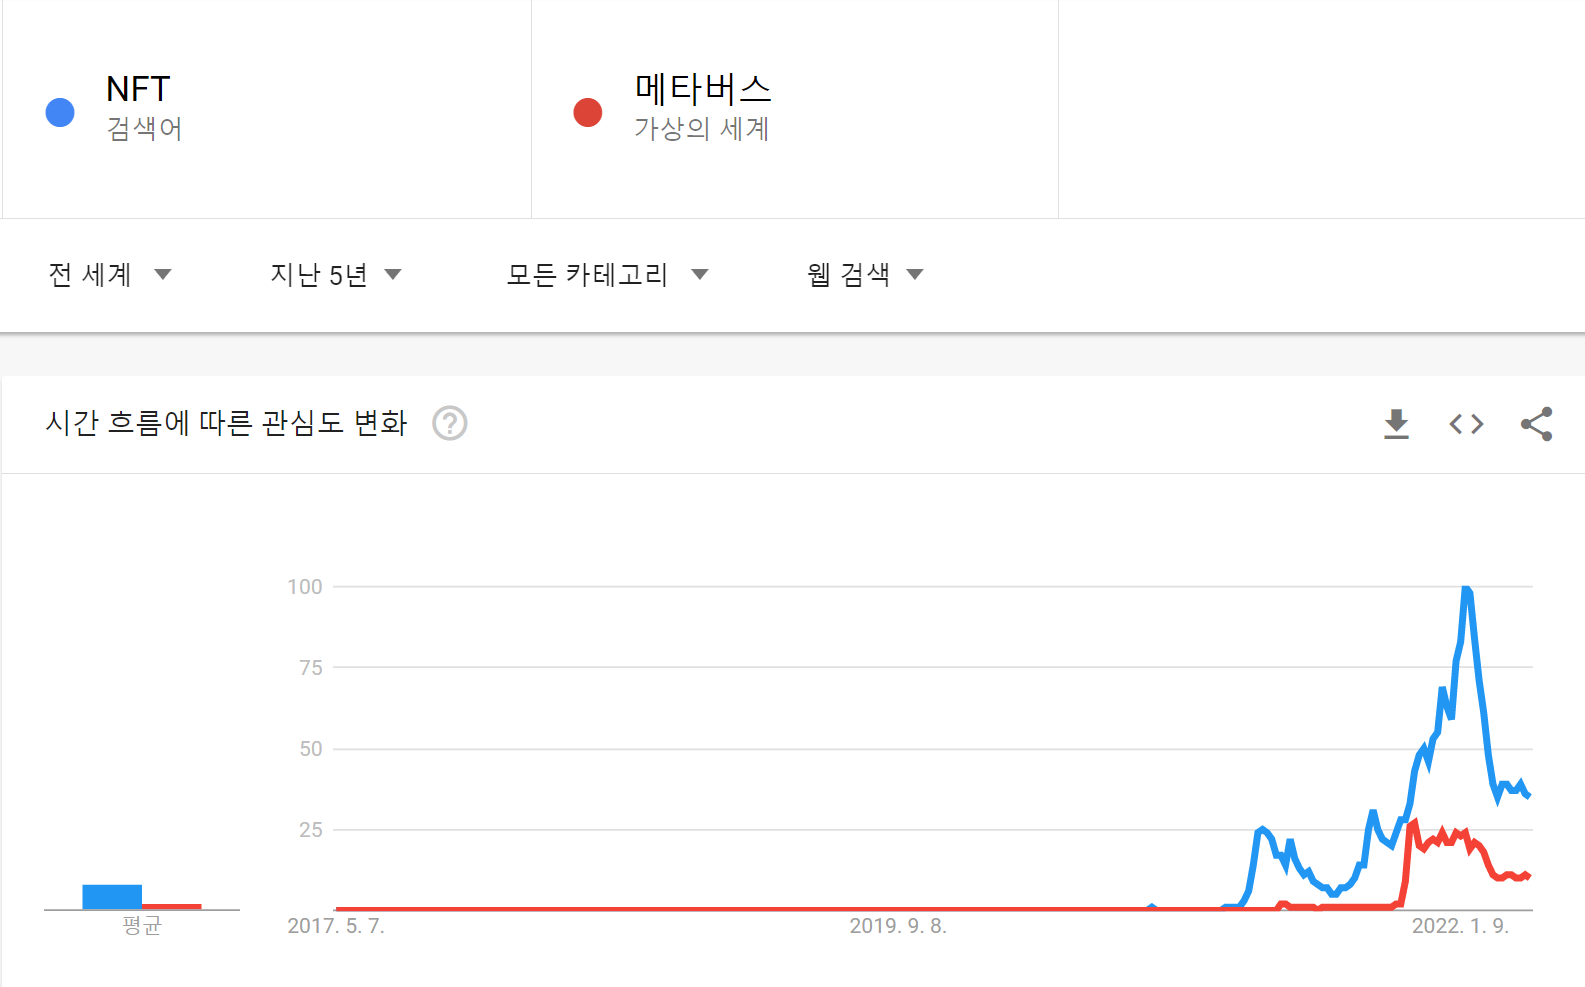 NFT
검색어
메타버스
가상의 세계
전 세계
지난 5년
모든 카테고리
웹 검색
시간 흐름에 따른 관심도 변화
?
100
75
50
25
평균
2017. 5. 7.
2019. 9. 8.
2022. 1. 9.